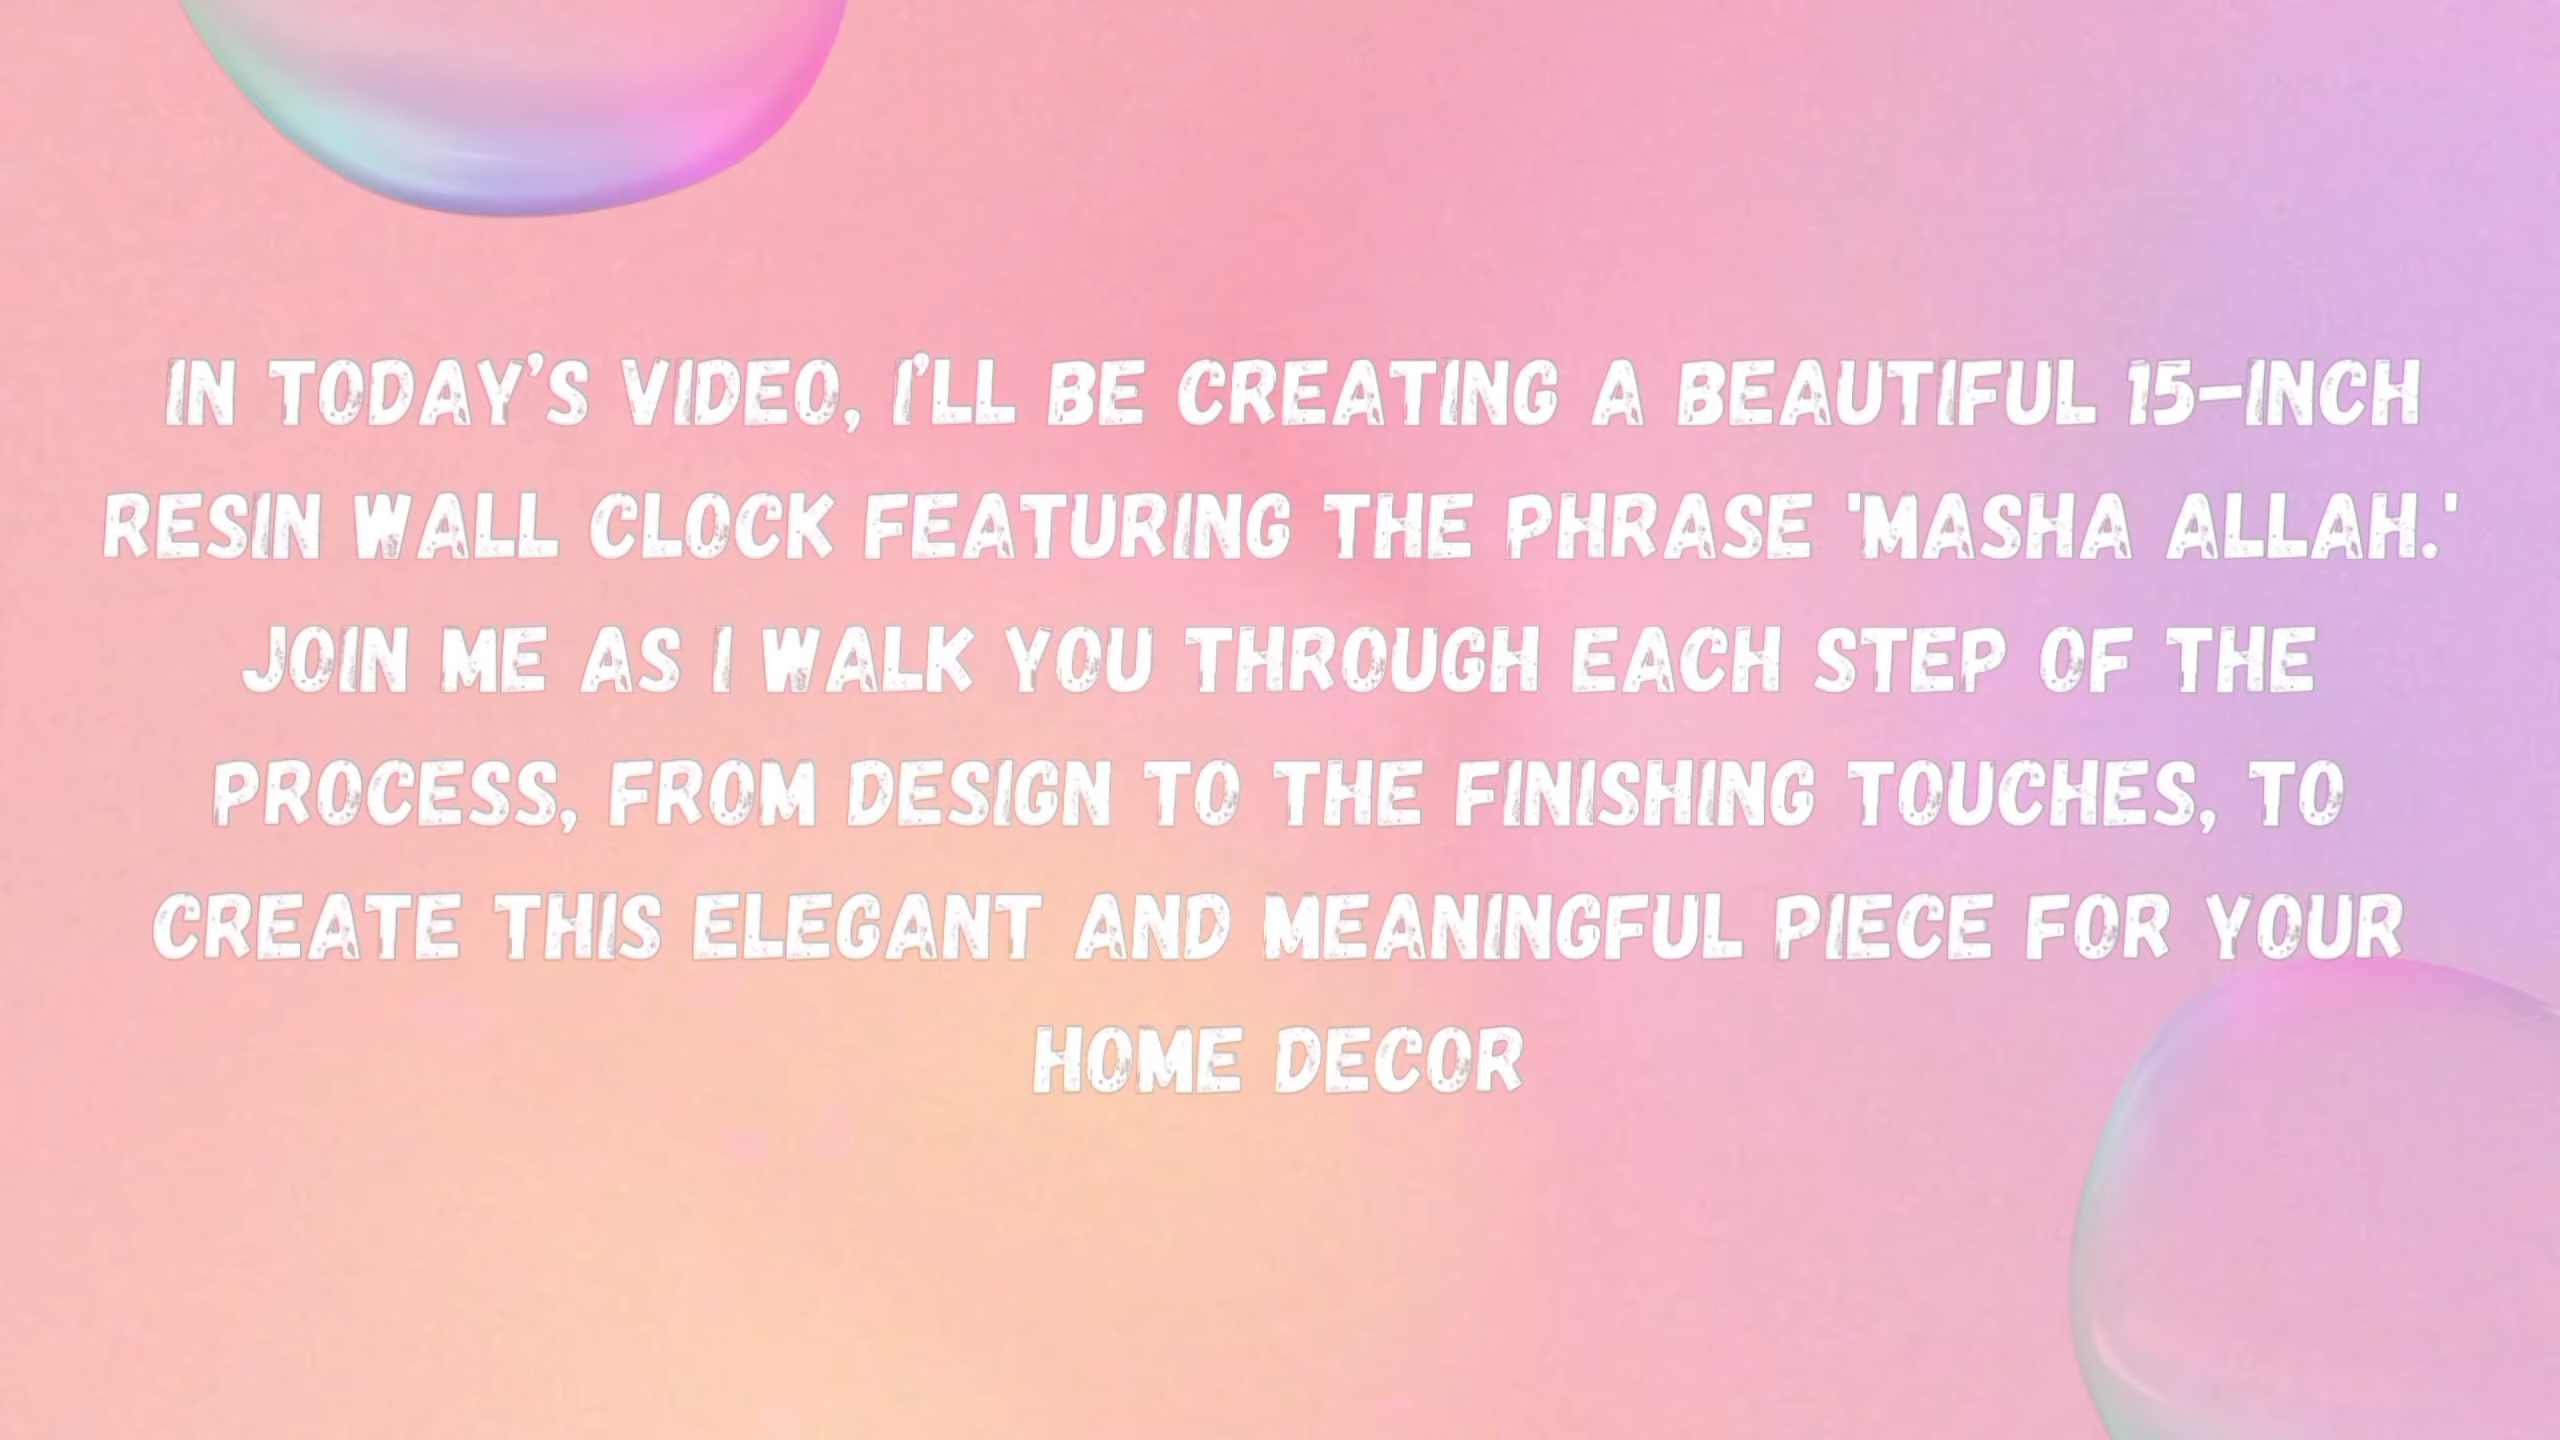 IN TODAY'S VIDEO, I'LL BE CREATING A BEAUTIFUL 15-INCH
RESIN WALL CLOCK FEATURING THE PHRASE 'MASHA ALLAH.'
JOIN ME AS I WALK YOU THROUGH EACH STEP OF THE
PROCESS, FROM DESIGN TO THE FINISHING TOUCHES, TO
CREATE THIS ELEGANT AND MEANINGFUL PIECE FOR YOUR
HOME DECOR